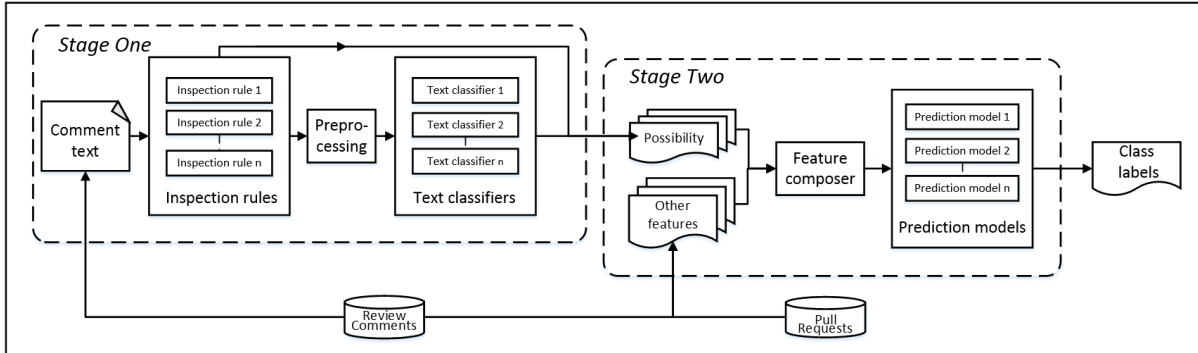 Stage One
Comment
text
Inspection rule 1
Inspection rule 2
Inspection rule n
Inspection rules
Prepro-
cessing
Text classifier 1
Text classifier 2
Text classifier n
Text classifiers
Stage Two
Possibility
Other
features
Feature
composer
Prediction model 1
Prediction model 2
Prediction model n
Prediction models
Class
labels
Review
Comments
Pull
Requests